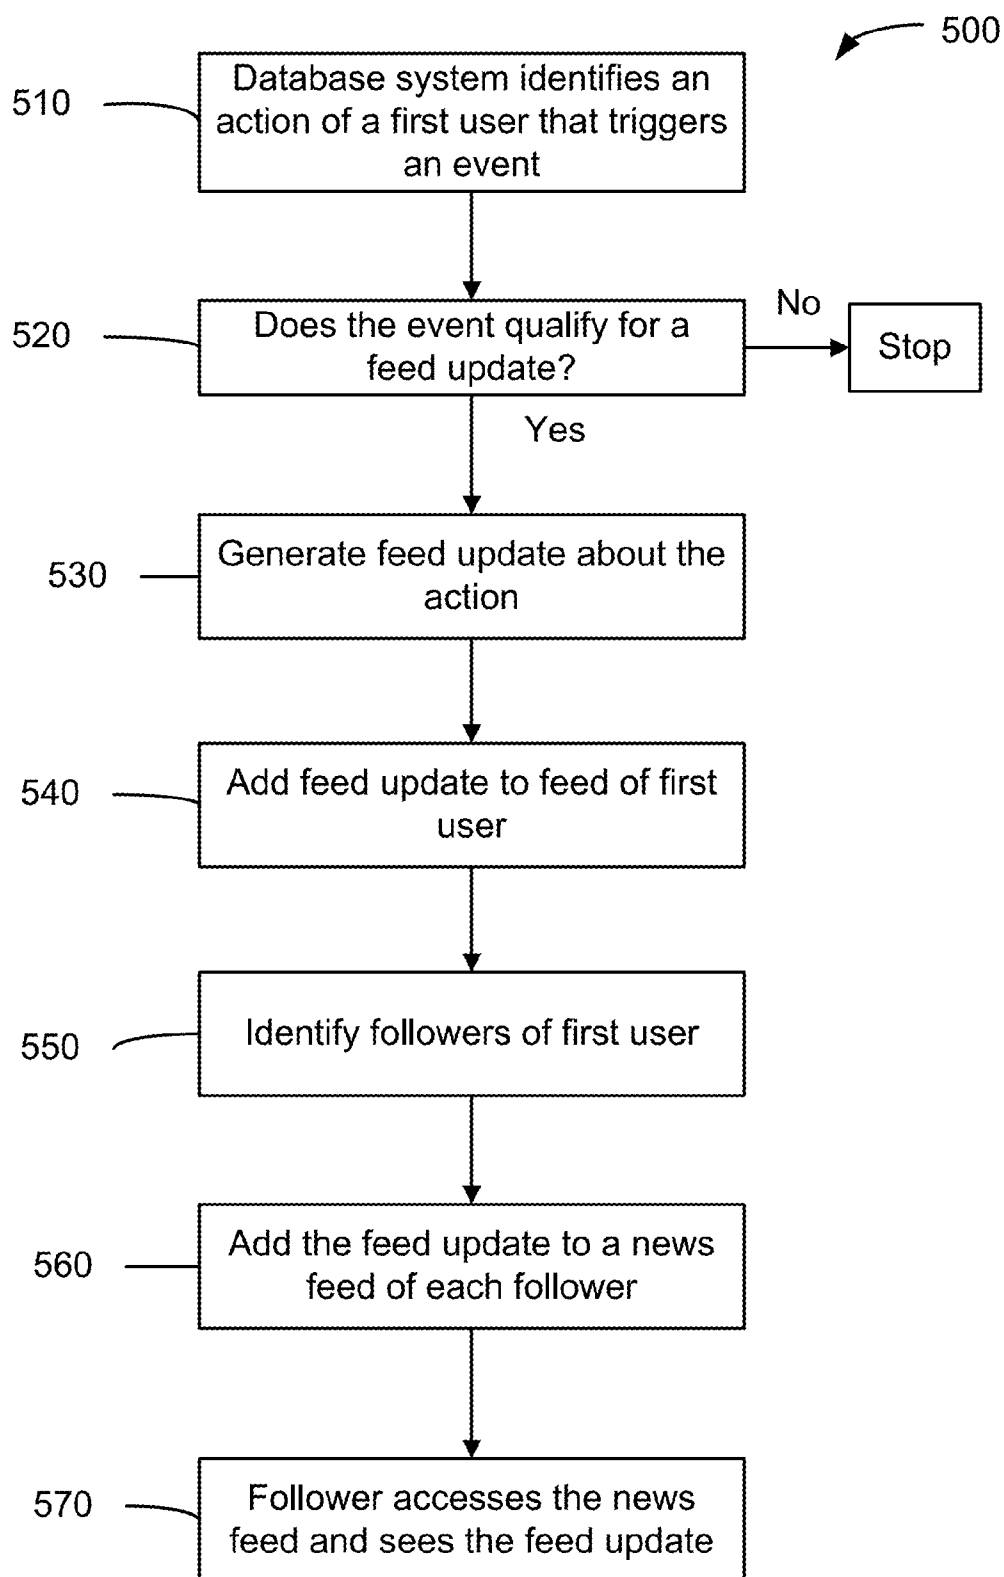 500
510
Database system identifies an
action of a first user that triggers
an event
520
Does the event qualify for a
feed update?
No
Stop
Yes
530
Generate feed update about the
action
540
Add feed update to feed of first
user
550
Identify followers of first user
560
Add the feed update to a news
feed of each follower
570
Follower accesses the news
feed and sees the feed update